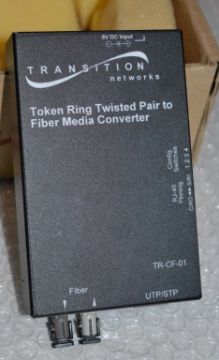 9V DC Input
TRANSITION
networks
Token Ring Twisted Pair to
Fiber Media Converter
Config.
Switches
1 2 3 4
RJ-45
Pinning
TR-CF-01
Fiber
UTP/STP